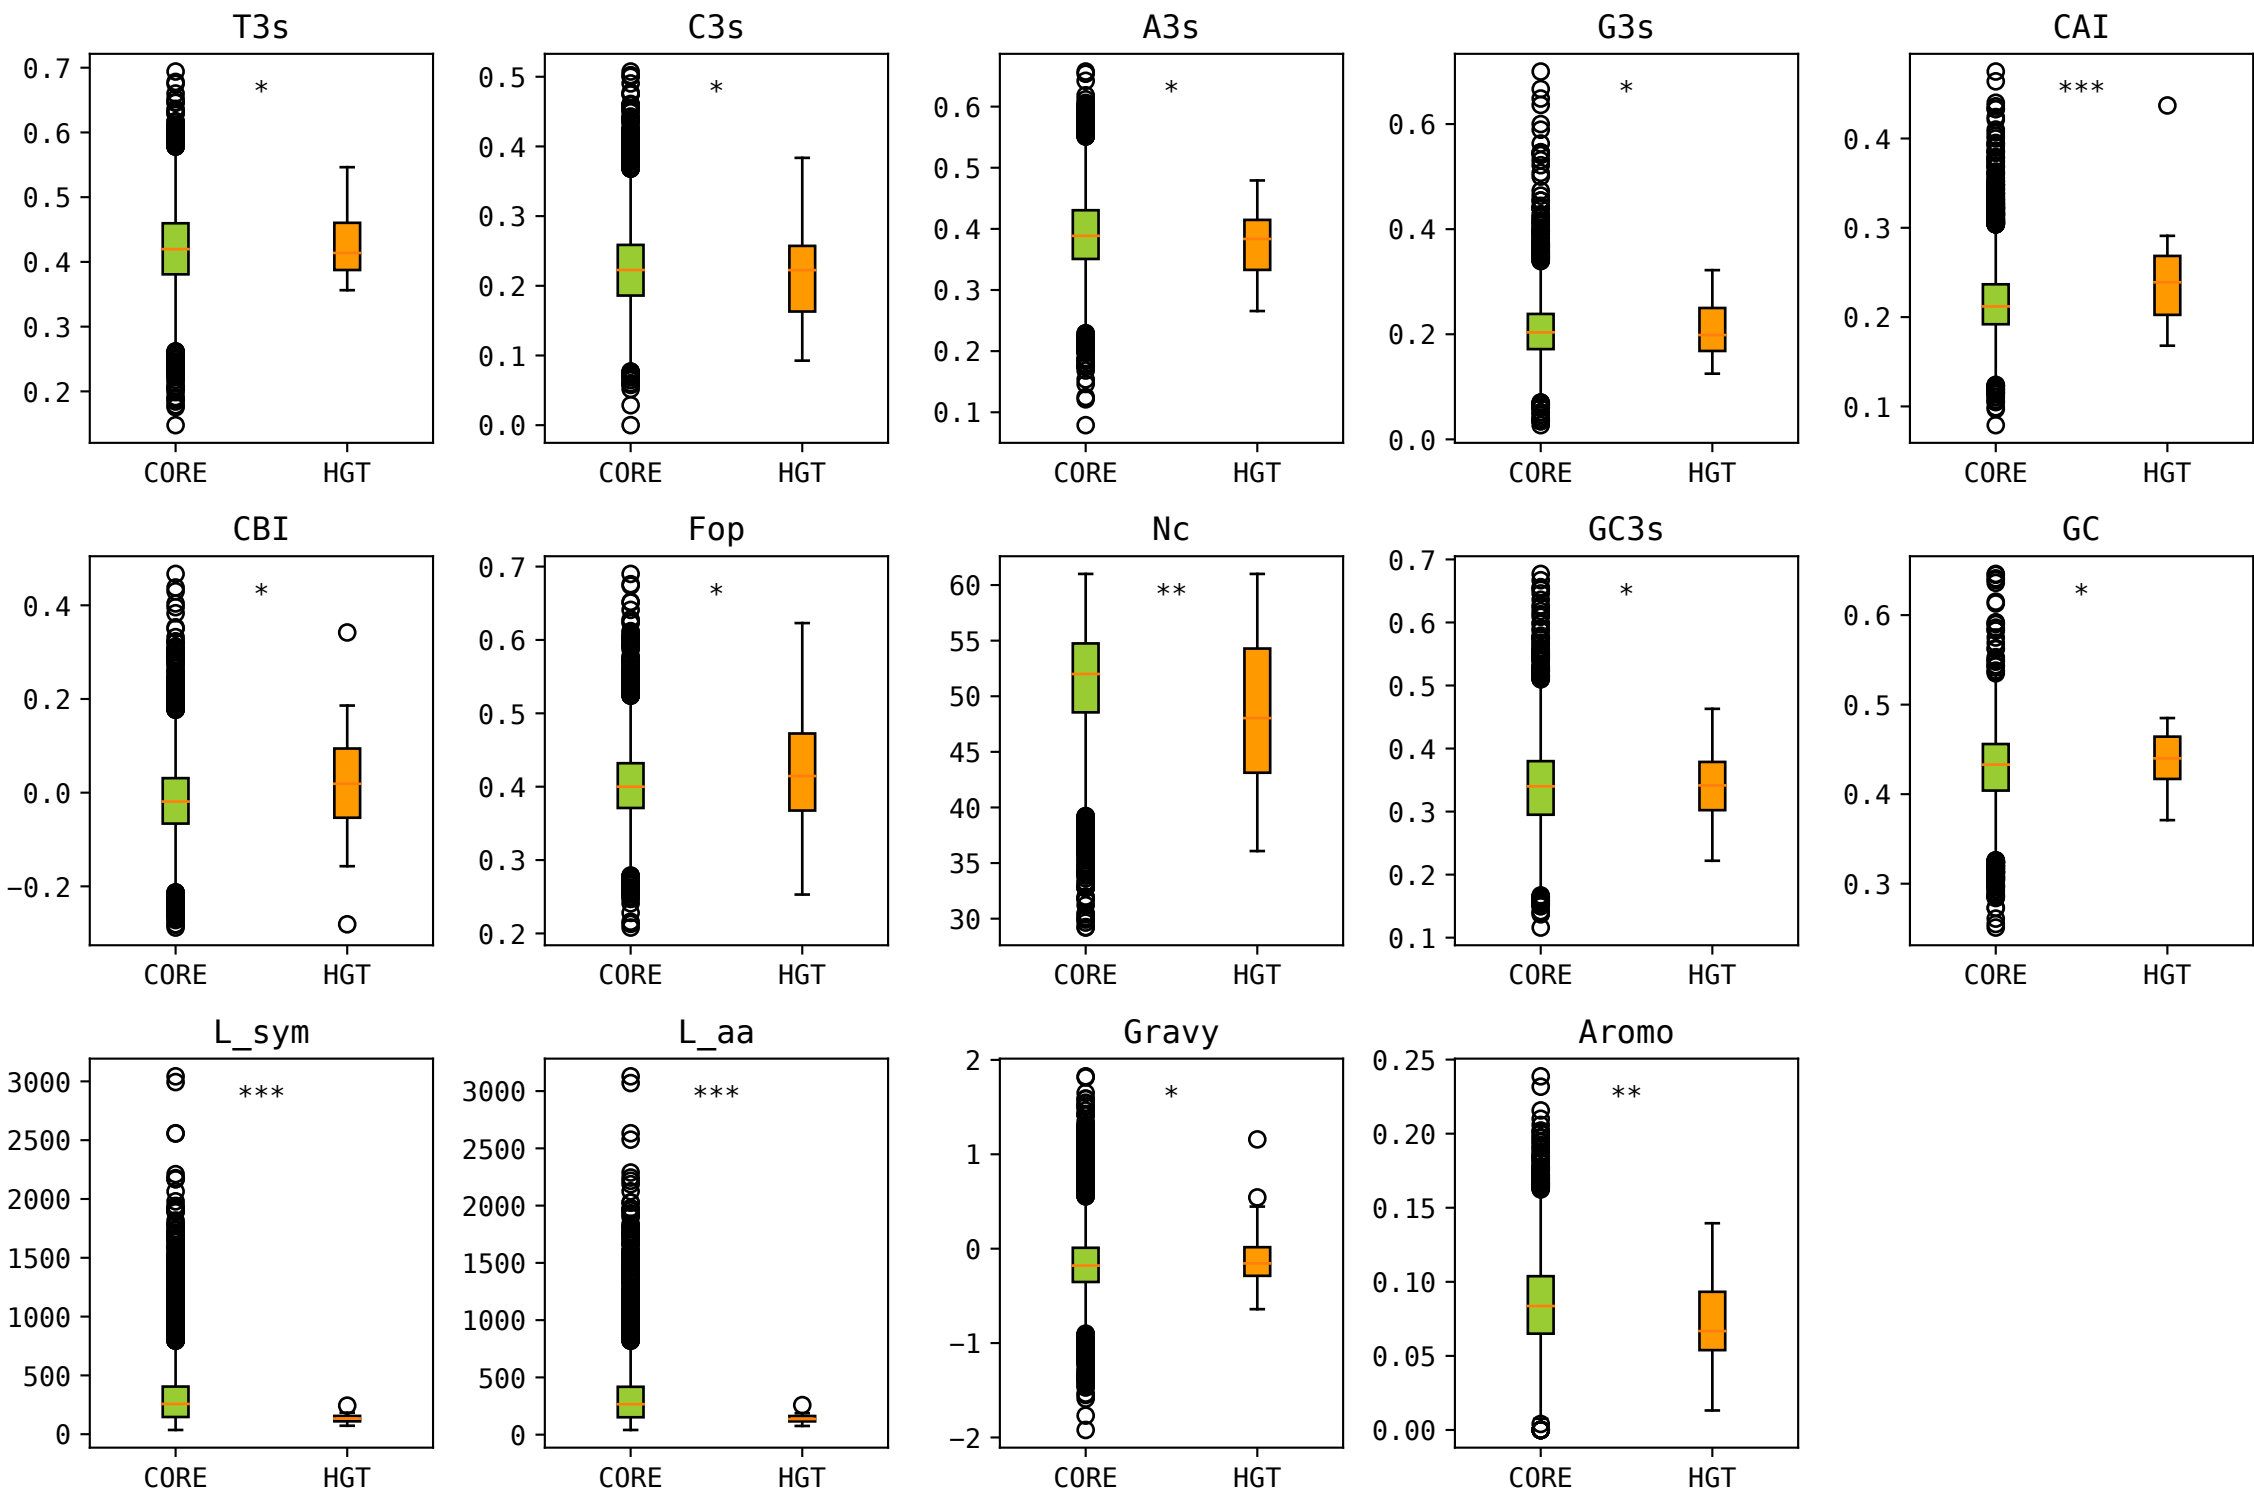 T3s
C3s
A3s
G3s
CAI
0.7
0.6
0.5
0.4
0.3
0.2
*
CORE
HGT
0.5
0.4
0.3
0.2
0.1
0.0
*
CORE
HGT
0.6
0.5
0.4
0.3
0.2
0.1
*
CORE
HGT
0.6
0.4
0.2
0.0
*
CORE
HGT
0.4
0.3
0.2
0.1
***
CORE
HGT
CBI
Fop
Nc
GC3s
GC
0.4
0.2
0.0
−0.2
*
CORE
HGT
0.7
0.6
0.5
0.4
0.3
0.2
*
CORE
HGT
60
55
50
45
40
35
30
**
CORE
HGT
0.7
0.6
0.5
0.4
0.3
0.2
0.1
*
CORE
HGT
0.6
0.5
0.4
0.3
*
CORE
HGT
L_sym
L_aa
Gravy
Aromo
3000
2500
2000
1500
1000
500
0
***
CORE
HGT
3000
2500
2000
1500
1000
500
0
***
CORE
HGT
2
1
0
−1
−2
*
CORE
HGT
0.25
0.20
0.15
0.10
0.05
0.00
**
CORE
HGT